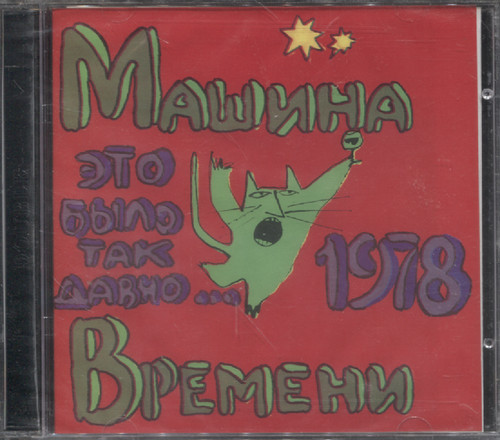 Машина
это
было
так
давно...
1978
Времени